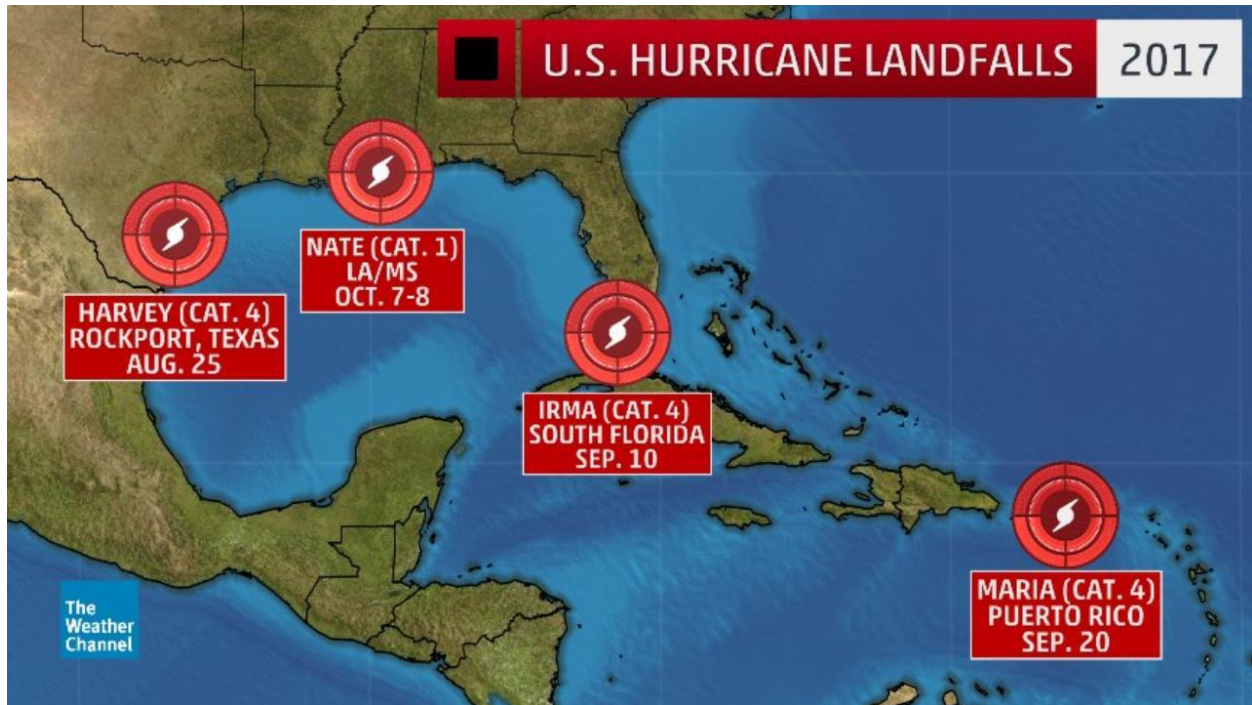 U.S. HURRICANE LANDFALLS 2017
NATE (CAT. 1)
LA/MS
OCT. 7-8
HARVEY (CAT. 4)
ROCKPORT, TEXAS
AUG. 25
IRMA (CAT. 4)
SOUTH FLORIDA
SEP. 10
MARIA (CAT. 4)
PUERTO RICO
SEP. 20
The
Weather
Channel